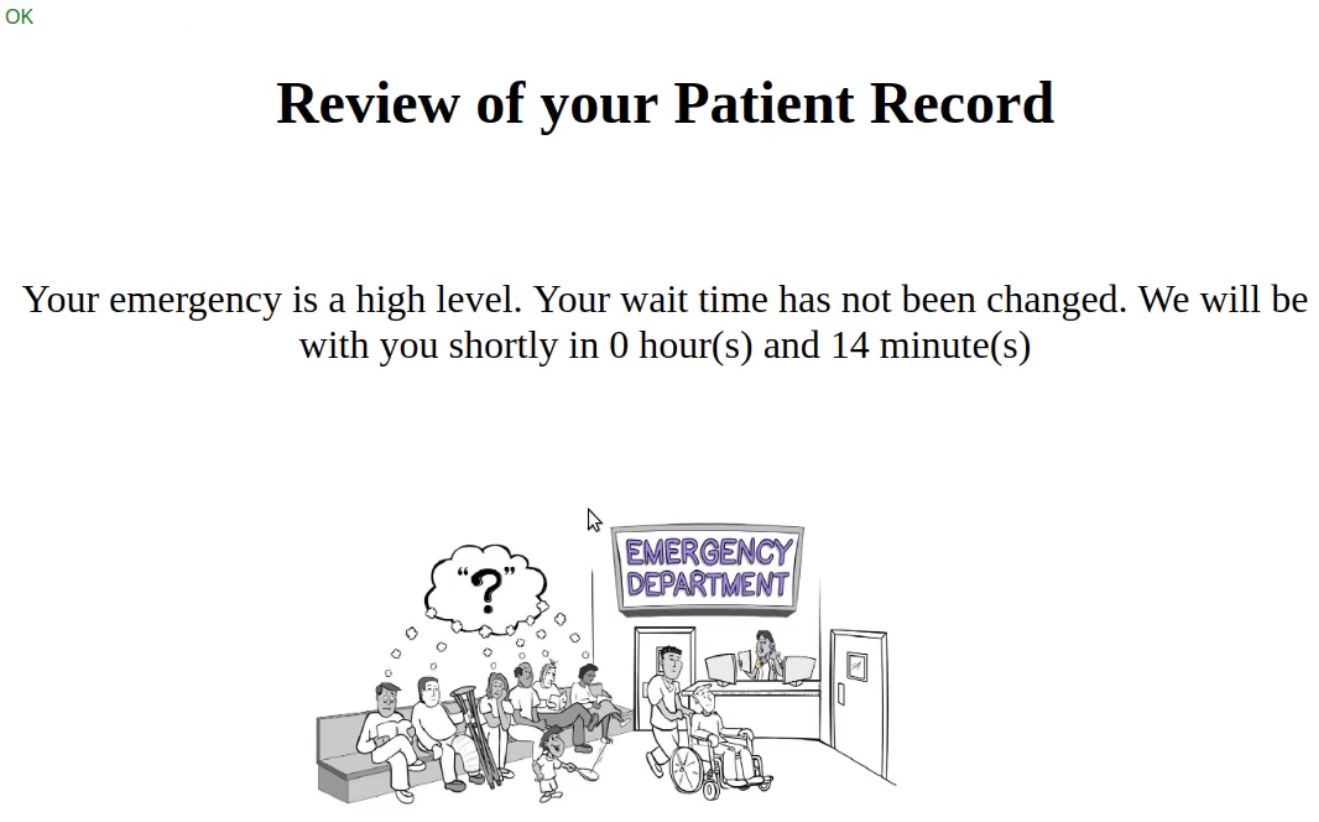 OK
Review of your Patient Record
Your emergency is a high level. Your wait time has not been changed. We will be
with you shortly in 0 hour(s) and 14 minute(s)
“?”
EMERGENCY
DEPARTMENT